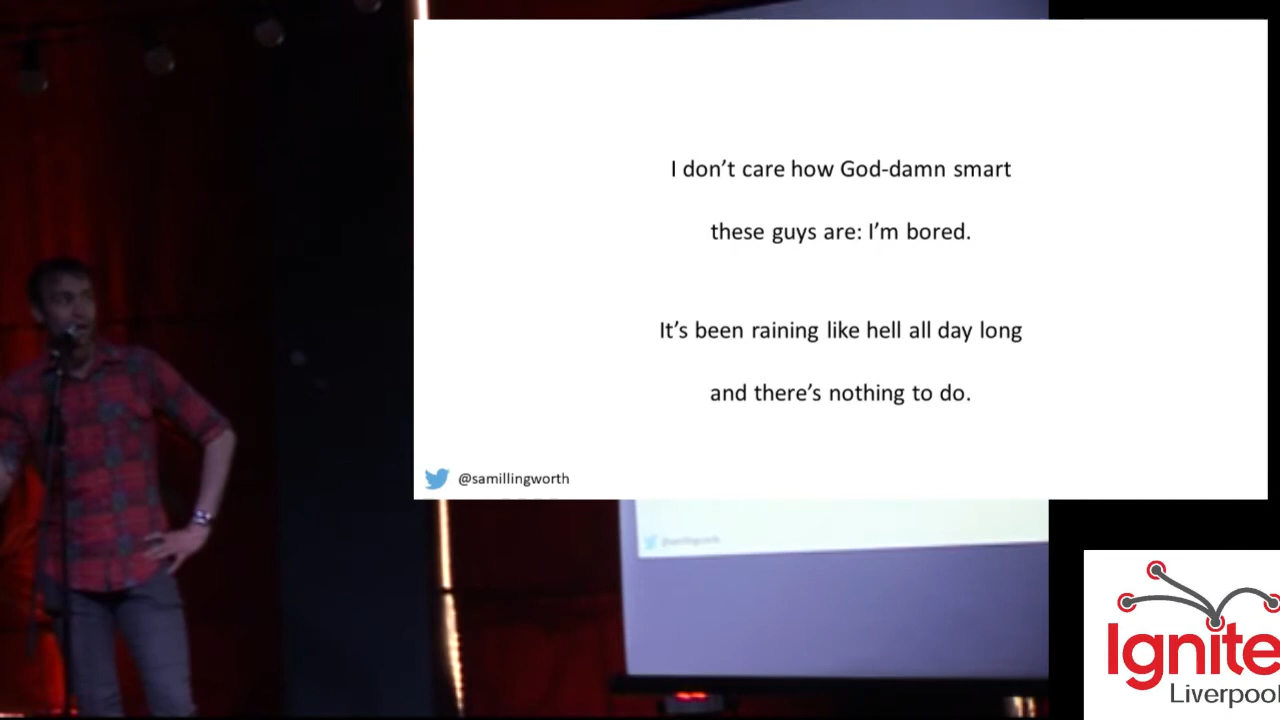 I don’t care how God-damn smart
these guys are: I’m bored.
It’s been raining like hell all day long
and there’s nothing to do.
@samillingworth
@samillingworth
Ignite
Liverpool